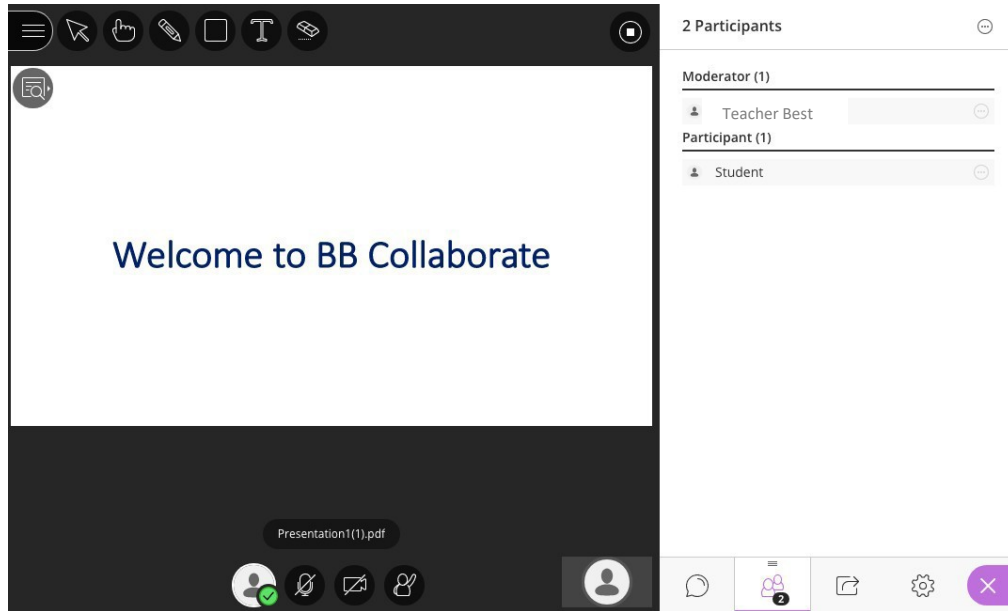 T
2 Participants
Moderator (1)
Teacher Best
Participant (1)
Student
Welcome to BB Collaborate
Presentation1(1).pdf
2